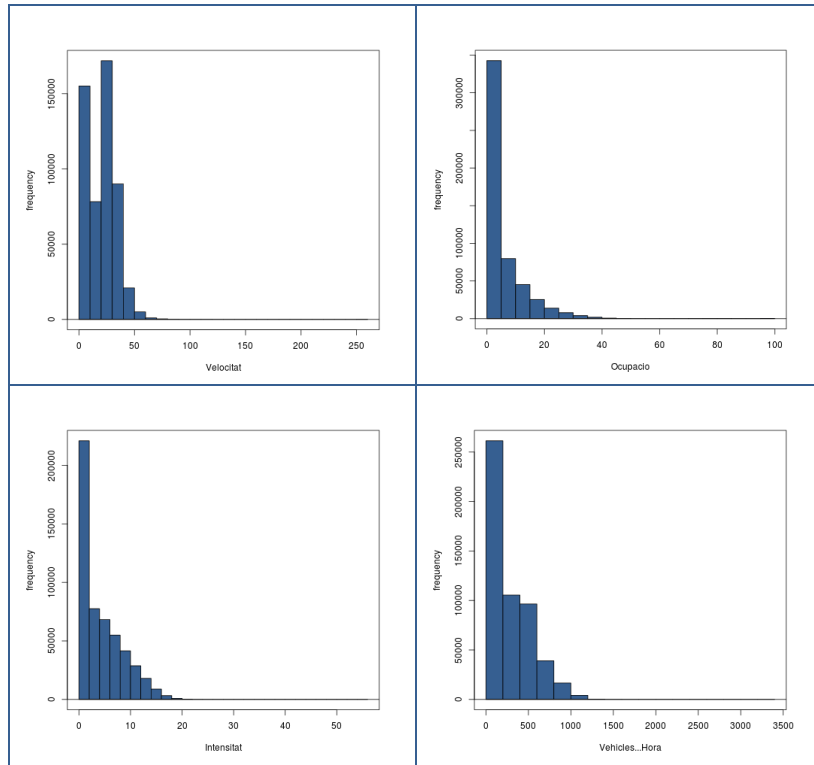 frequency
0 50000 100000 150000
0 50 100 150 200 250
Velocitat
frequency
0 50000 100000 200000 300000
0 20 40 60 80 100
Ocupacio
frequency
0 50000 100000 150000 200000
0 10 20 30 40 50
Intensitat
frequency
0 50000 100000 150000 200000 250000
0 500 1000 1500 2000 2500 3000 3500
Vehicles...Hora